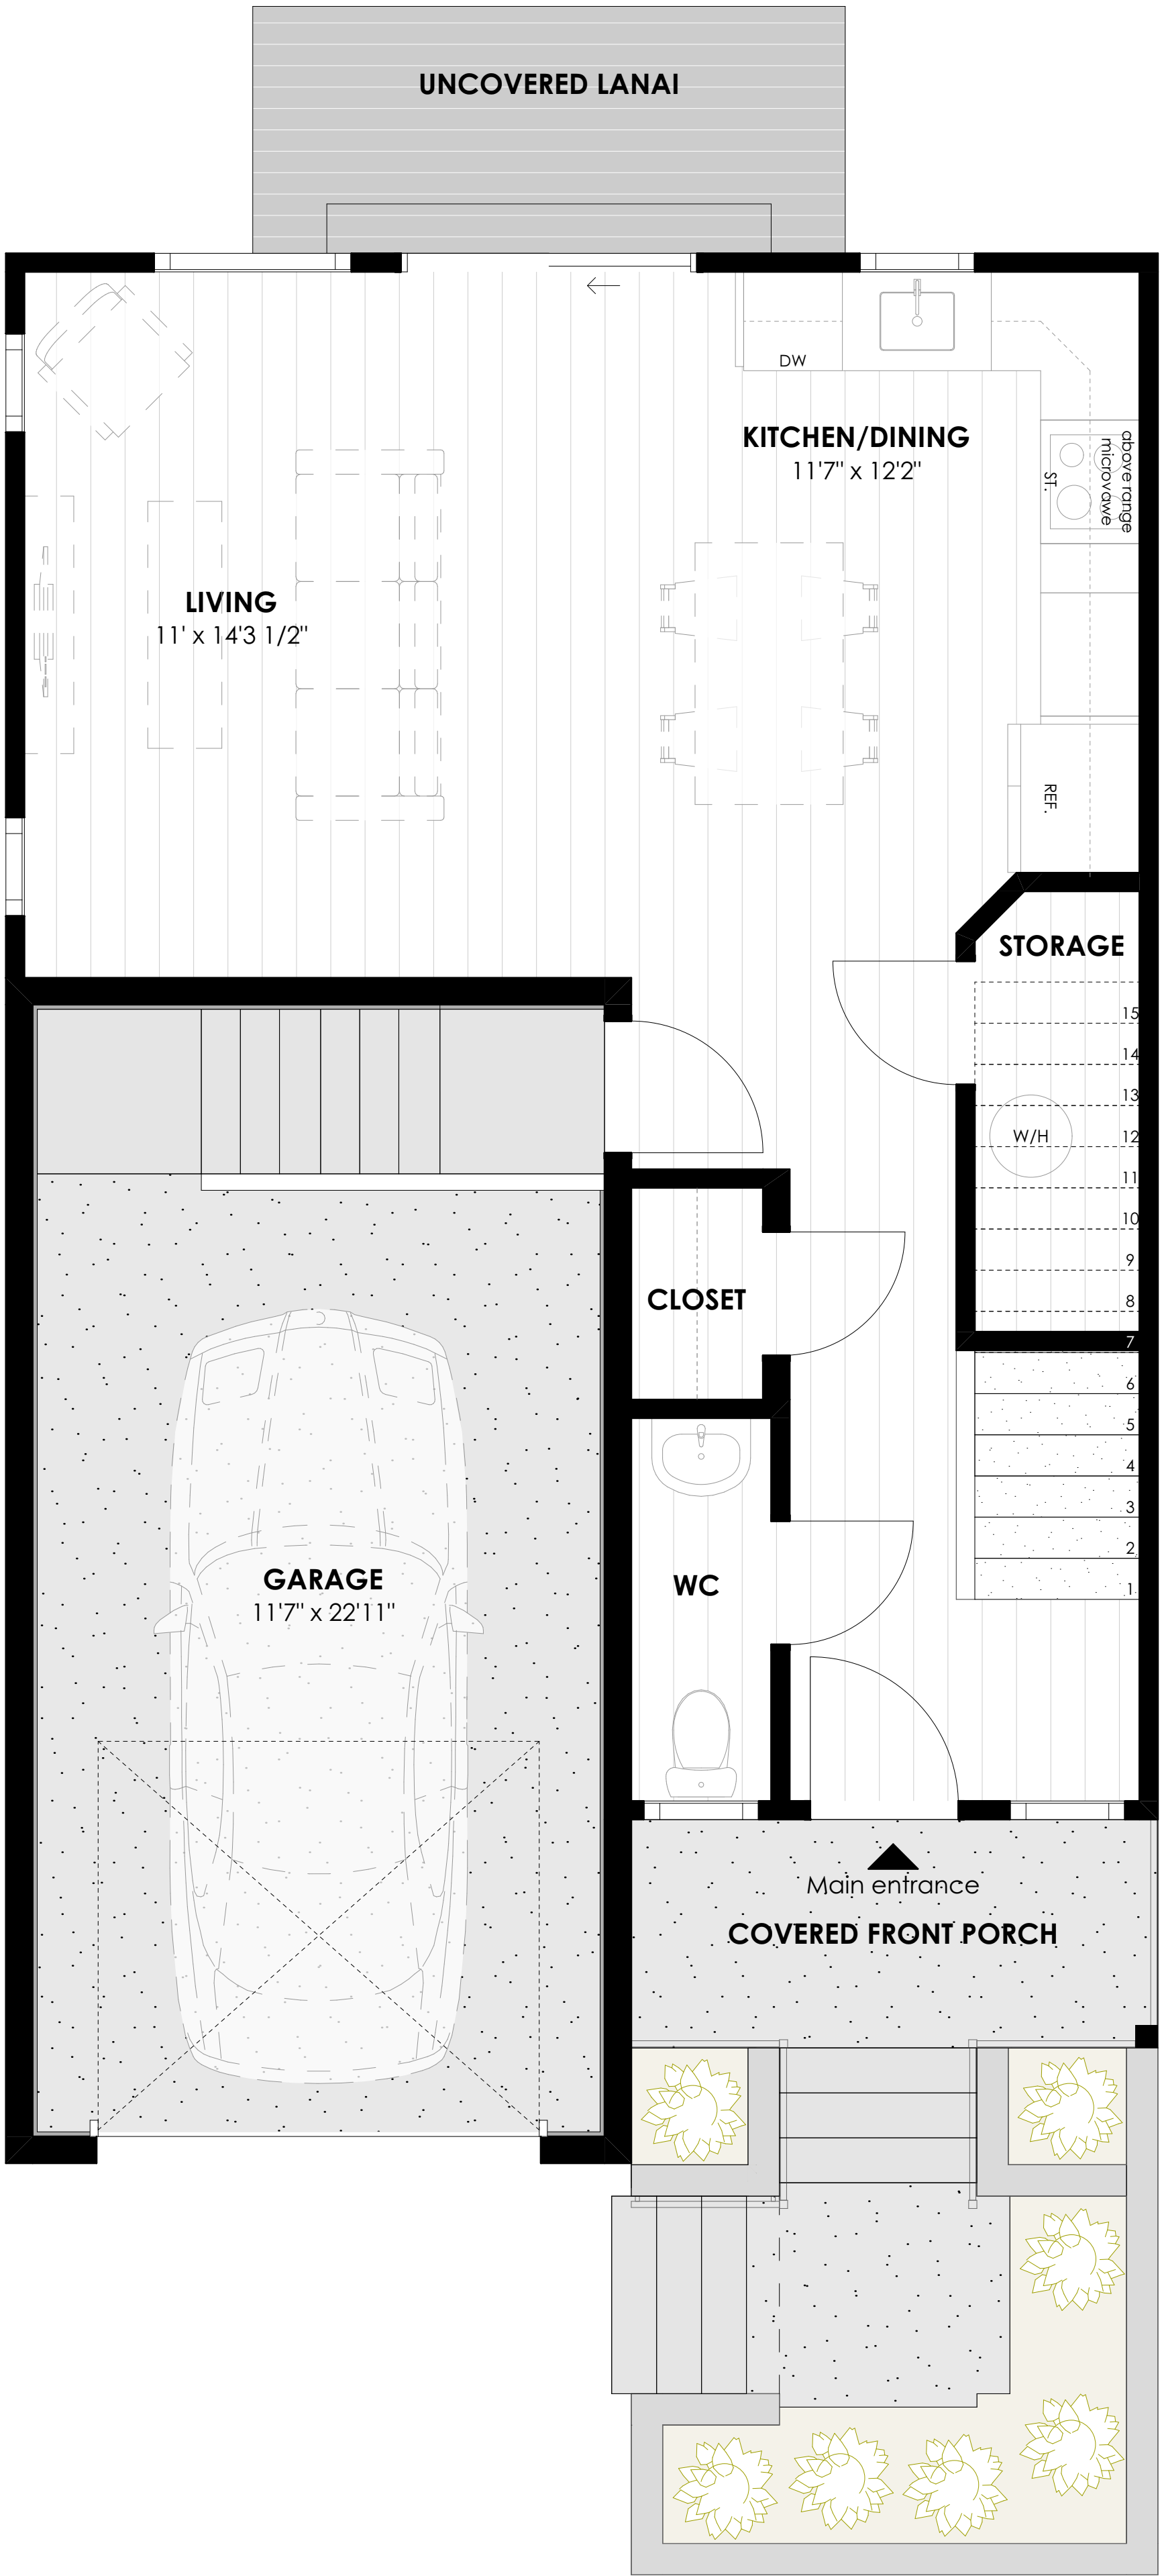 UNCOVERED LANAI
DW
KITCHEN/DINING
11'7" x 12'2"
above range
microvawe
ST.
LIVING
11' x 14'3 1/2"
REF.
STORAGE
15
14
13
W/H
12
11
10
9
8
7
6
5
4
3
2
1
CLOSET
WC
GARAGE
11'7" x 22'11"
Main entrance
COVERED FRONT PORCH